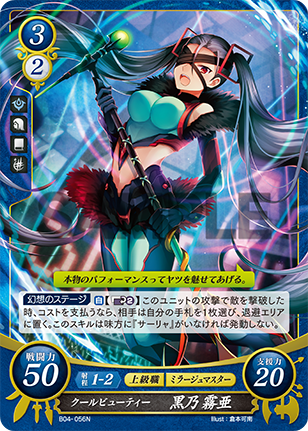 3
2
SAMPLE
本物のパフォーマンスってヤツを魅せてあげる。
幻想のステージ 自 [2] このユニットの攻撃で敵を撃破した
時、コストを支払うなら、相手は自分の手札を1枚選び、退避エリ
アに置く。このスキルは味方に『サーリャ』がいなければ発動しない。
戦闘力
50
射程 1-2 上級職 ミラージュマスター
支援力
20
クールビューティー 黒乃霧亜
B04-056N
Illust:倉本可南